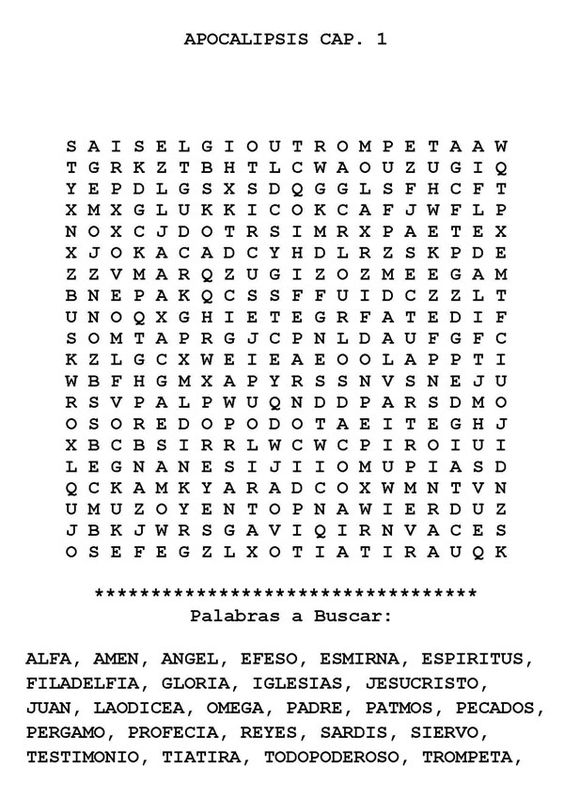 APOCALIPSIS CAP. 1
S A I S E L G I O U T R O M P E T A A W
T G R K Z T B H T L C W A O U Z U G I Q
Y E P D L G S X S D Q G G L S F H C F T
X M X G L U K K I C O K C A F J W F L P
N O X C J D O T R S I M R X P A E T E X
X J O K A C A D C Y H D L R Z S K P D E
Z Z V M A R Q Z U G I Z O Z M E E G A M
B N E P A K Q C S S F F U I D C Z Z L T
U N O Q X G H I E T E G R F A T E D I F
S O M T A P R G J C P N L D A U F G F C
K Z L G C X W E I E A E O O L A P P T I
W B F H G M X A P Y R S S N V S N E J U
R S V P A L P W U Q N D D P A R S D M O
O S O R E D O P O D O T A E I T E G H J
X B C B S I R R L W C W C P I R O I U I
L E G N A N E S I J I I O M U P I A S D
Q C K A M K Y A R A D C O X W M N T V N
U M U Z O Y E N T O P N A W I E R D U Z
J B K J W R S G A V I Q I R N V A C E S
O S E F E G Z L X O T I A T I R A U Q K
**********************************
Palabras a Buscar:
ALFA, AMEN, ANGEL, EFESO, ESMIRNA, ESPIRITUS,
FILADELFIA, GLORIA, IGLESIAS, JESUCRISTO,
JUAN, LAODICEA, OMEGA, PADRE, PATMOS, PECADOS,
PERGAMO, PROFECIA, REYES, SARDIS, SIERVO,
TESTIMONIO, TIATIRA, TODOPODEROSO, TROMPETA,